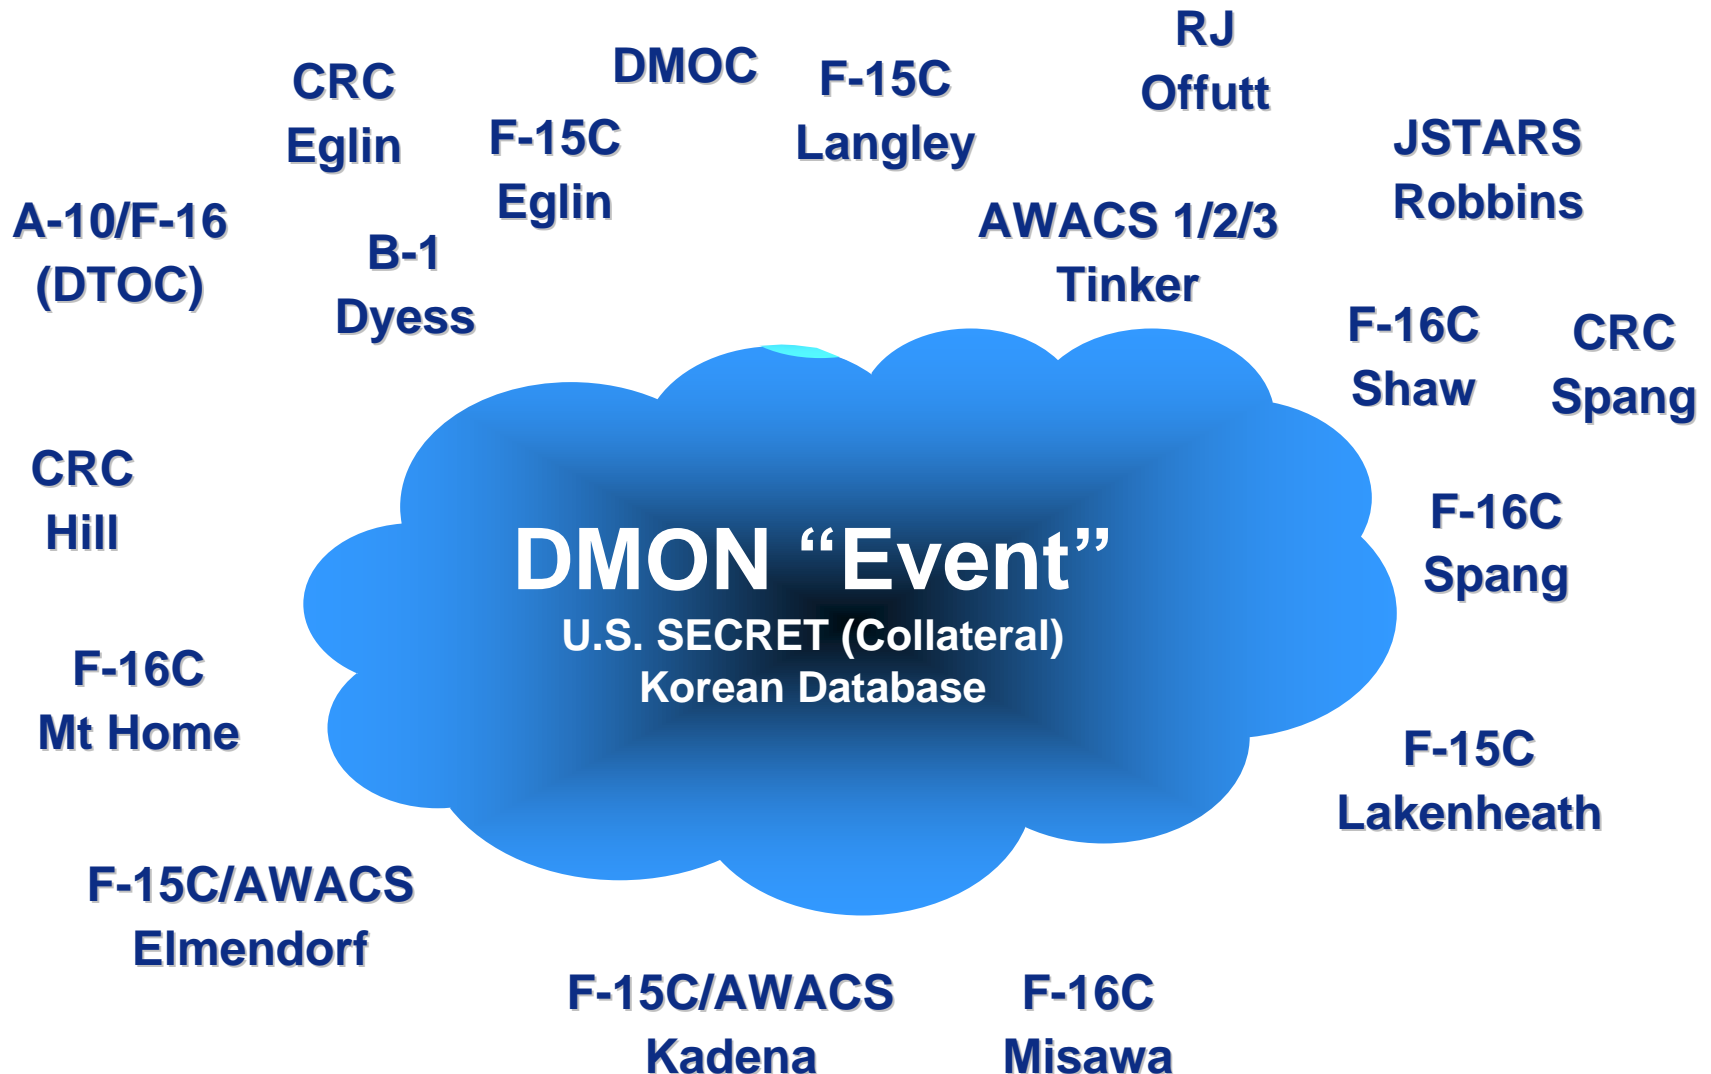 RJ
Offutt
DMOC
F-15C
Langley
CRC
Eglin
F-15C
Eglin
JSTARS
Robbins
A-10/F-16
(DTOC)
B-1
Dyess
AWACS 1/2/3
Tinker
F-16C
Shaw
CRC
Spang
CRC
Hill
F-16C
Spang
DMON “Event”
U.S. SECRET (Collateral)
Korean Database
F-16C
Mt Home
F-15C
Lakenheath
F-15C/AWACS
Elmendorf
F-15C/AWACS
Kadena
F-16C
Misawa